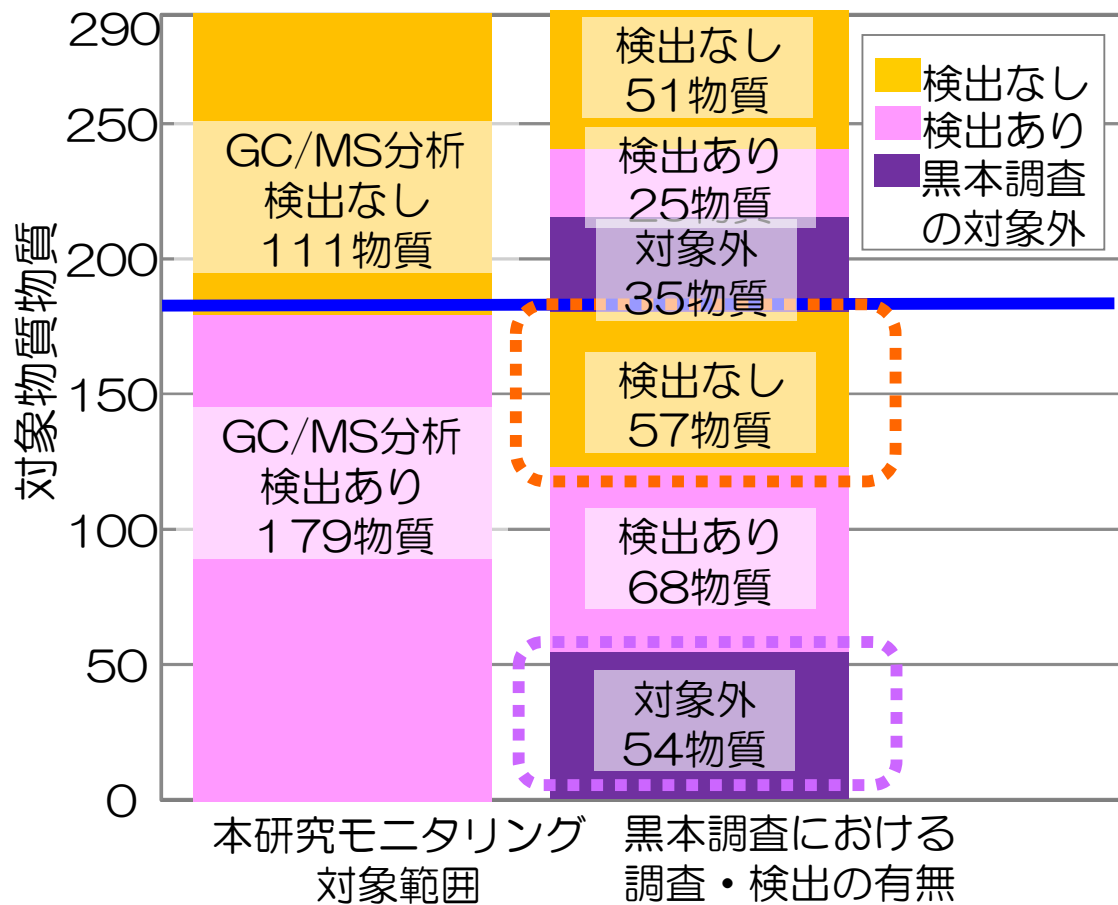 290
250
200
150
100
50
0
対象物質物質
GC/MS分析
検出なし
111物質
GC/MS分析
検出あり
179物質
検出なし
51物質
検出あり
25物質
対象外
35物質
検出なし
57物質
検出あり
68物質
対象外
54物質
検出なし
検出あり
黒本調査
の対象外
本研究モニタリング
対象範囲
黒本調査における
調査・検出の有無